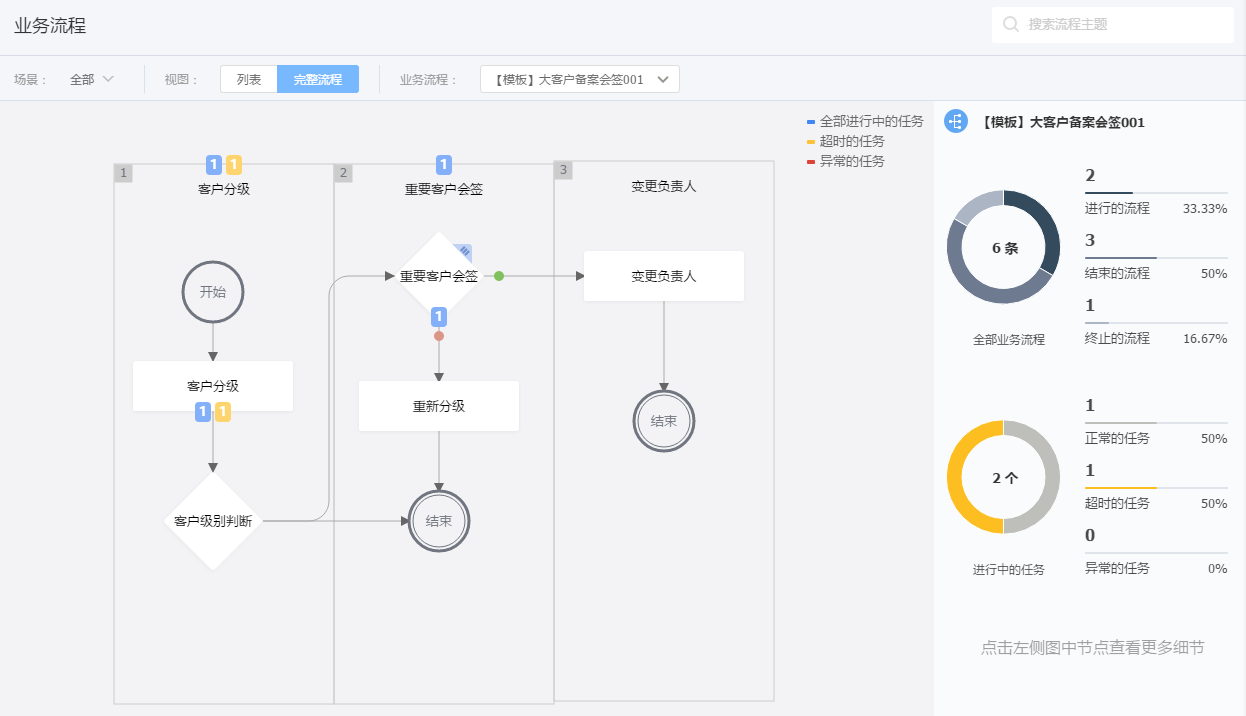 业务流程
搜索流程主题
场景： 全部 视图： 列表 完整流程 业务流程： 【模板】大客户备案会签001
全部进行中的任务
超时的任务
异常的任务
1
1 1
客户分级
开始
客户分级
1 1
客户级别判断
2
1
重要客户会签
重要客户会签
1
重新分级
结束
3
变更负责人
变更负责人
结束
【模板】大客户备案会签001
6 条
全部业务流程
2
进行的流程 33.33%
3
结束的流程 50%
1
终止的流程 16.67%
2 个
进行中的任务
1
正常的任务 50%
1
超时的任务 50%
0
异常的任务 0%
点击左侧图中节点查看更多细节